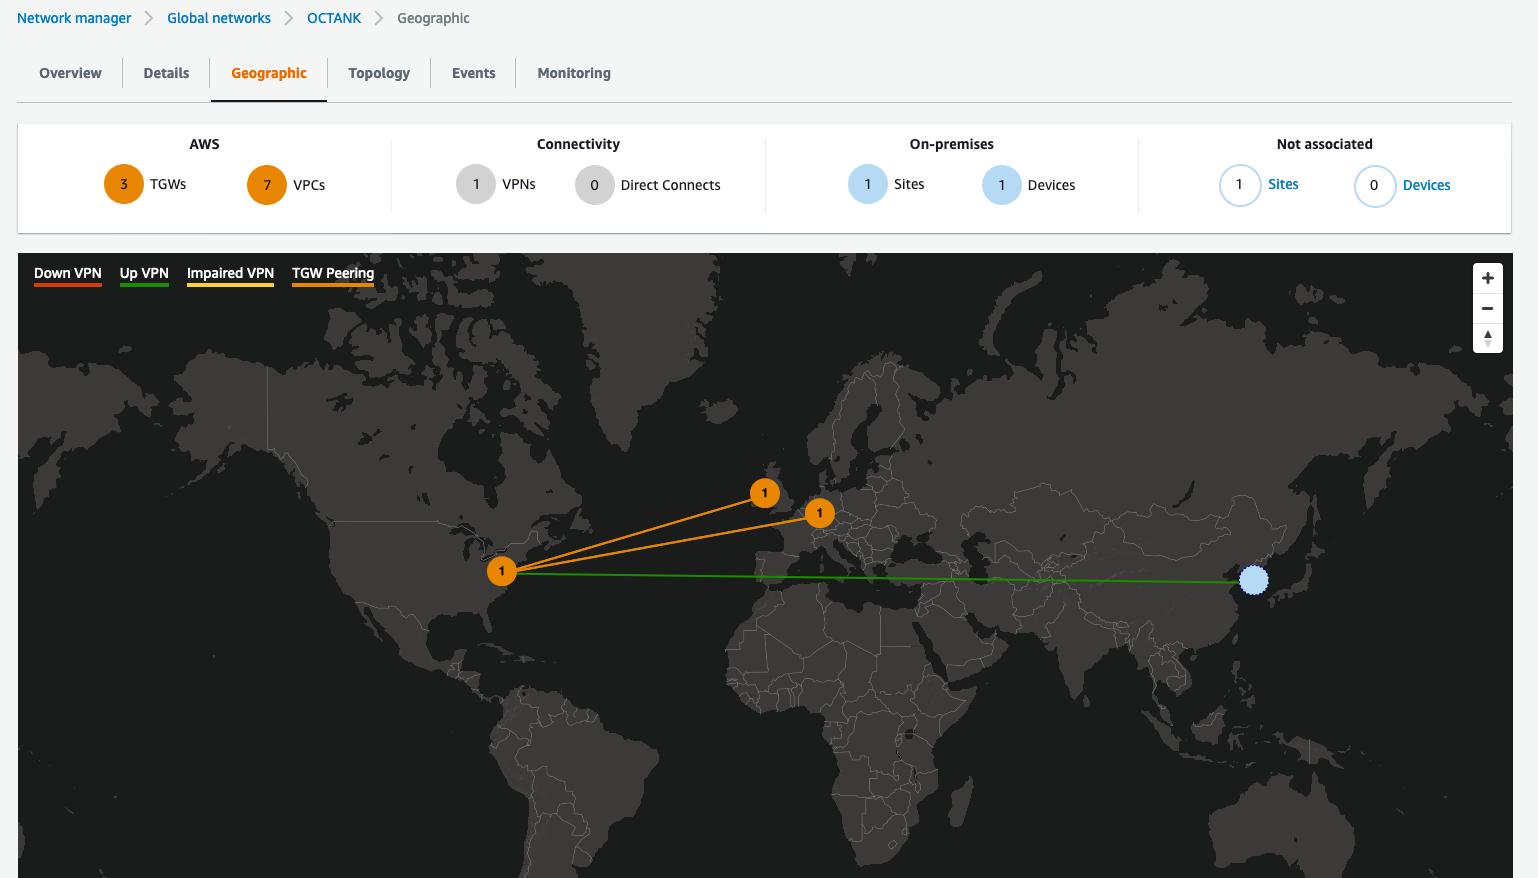 Network manager > Global networks > OCTANK > Geographic
Overview Details Geographic Topology Events Monitoring
AWS Connectivity On-premises Not associated
3 TGWs 7 VPCs 1 VPNs 0 Direct Connects 1 Sites 1 Devices 1 Sites 0 Devices
Down VPN Up VPN Impaired VPN TGW Peering
1
1
1